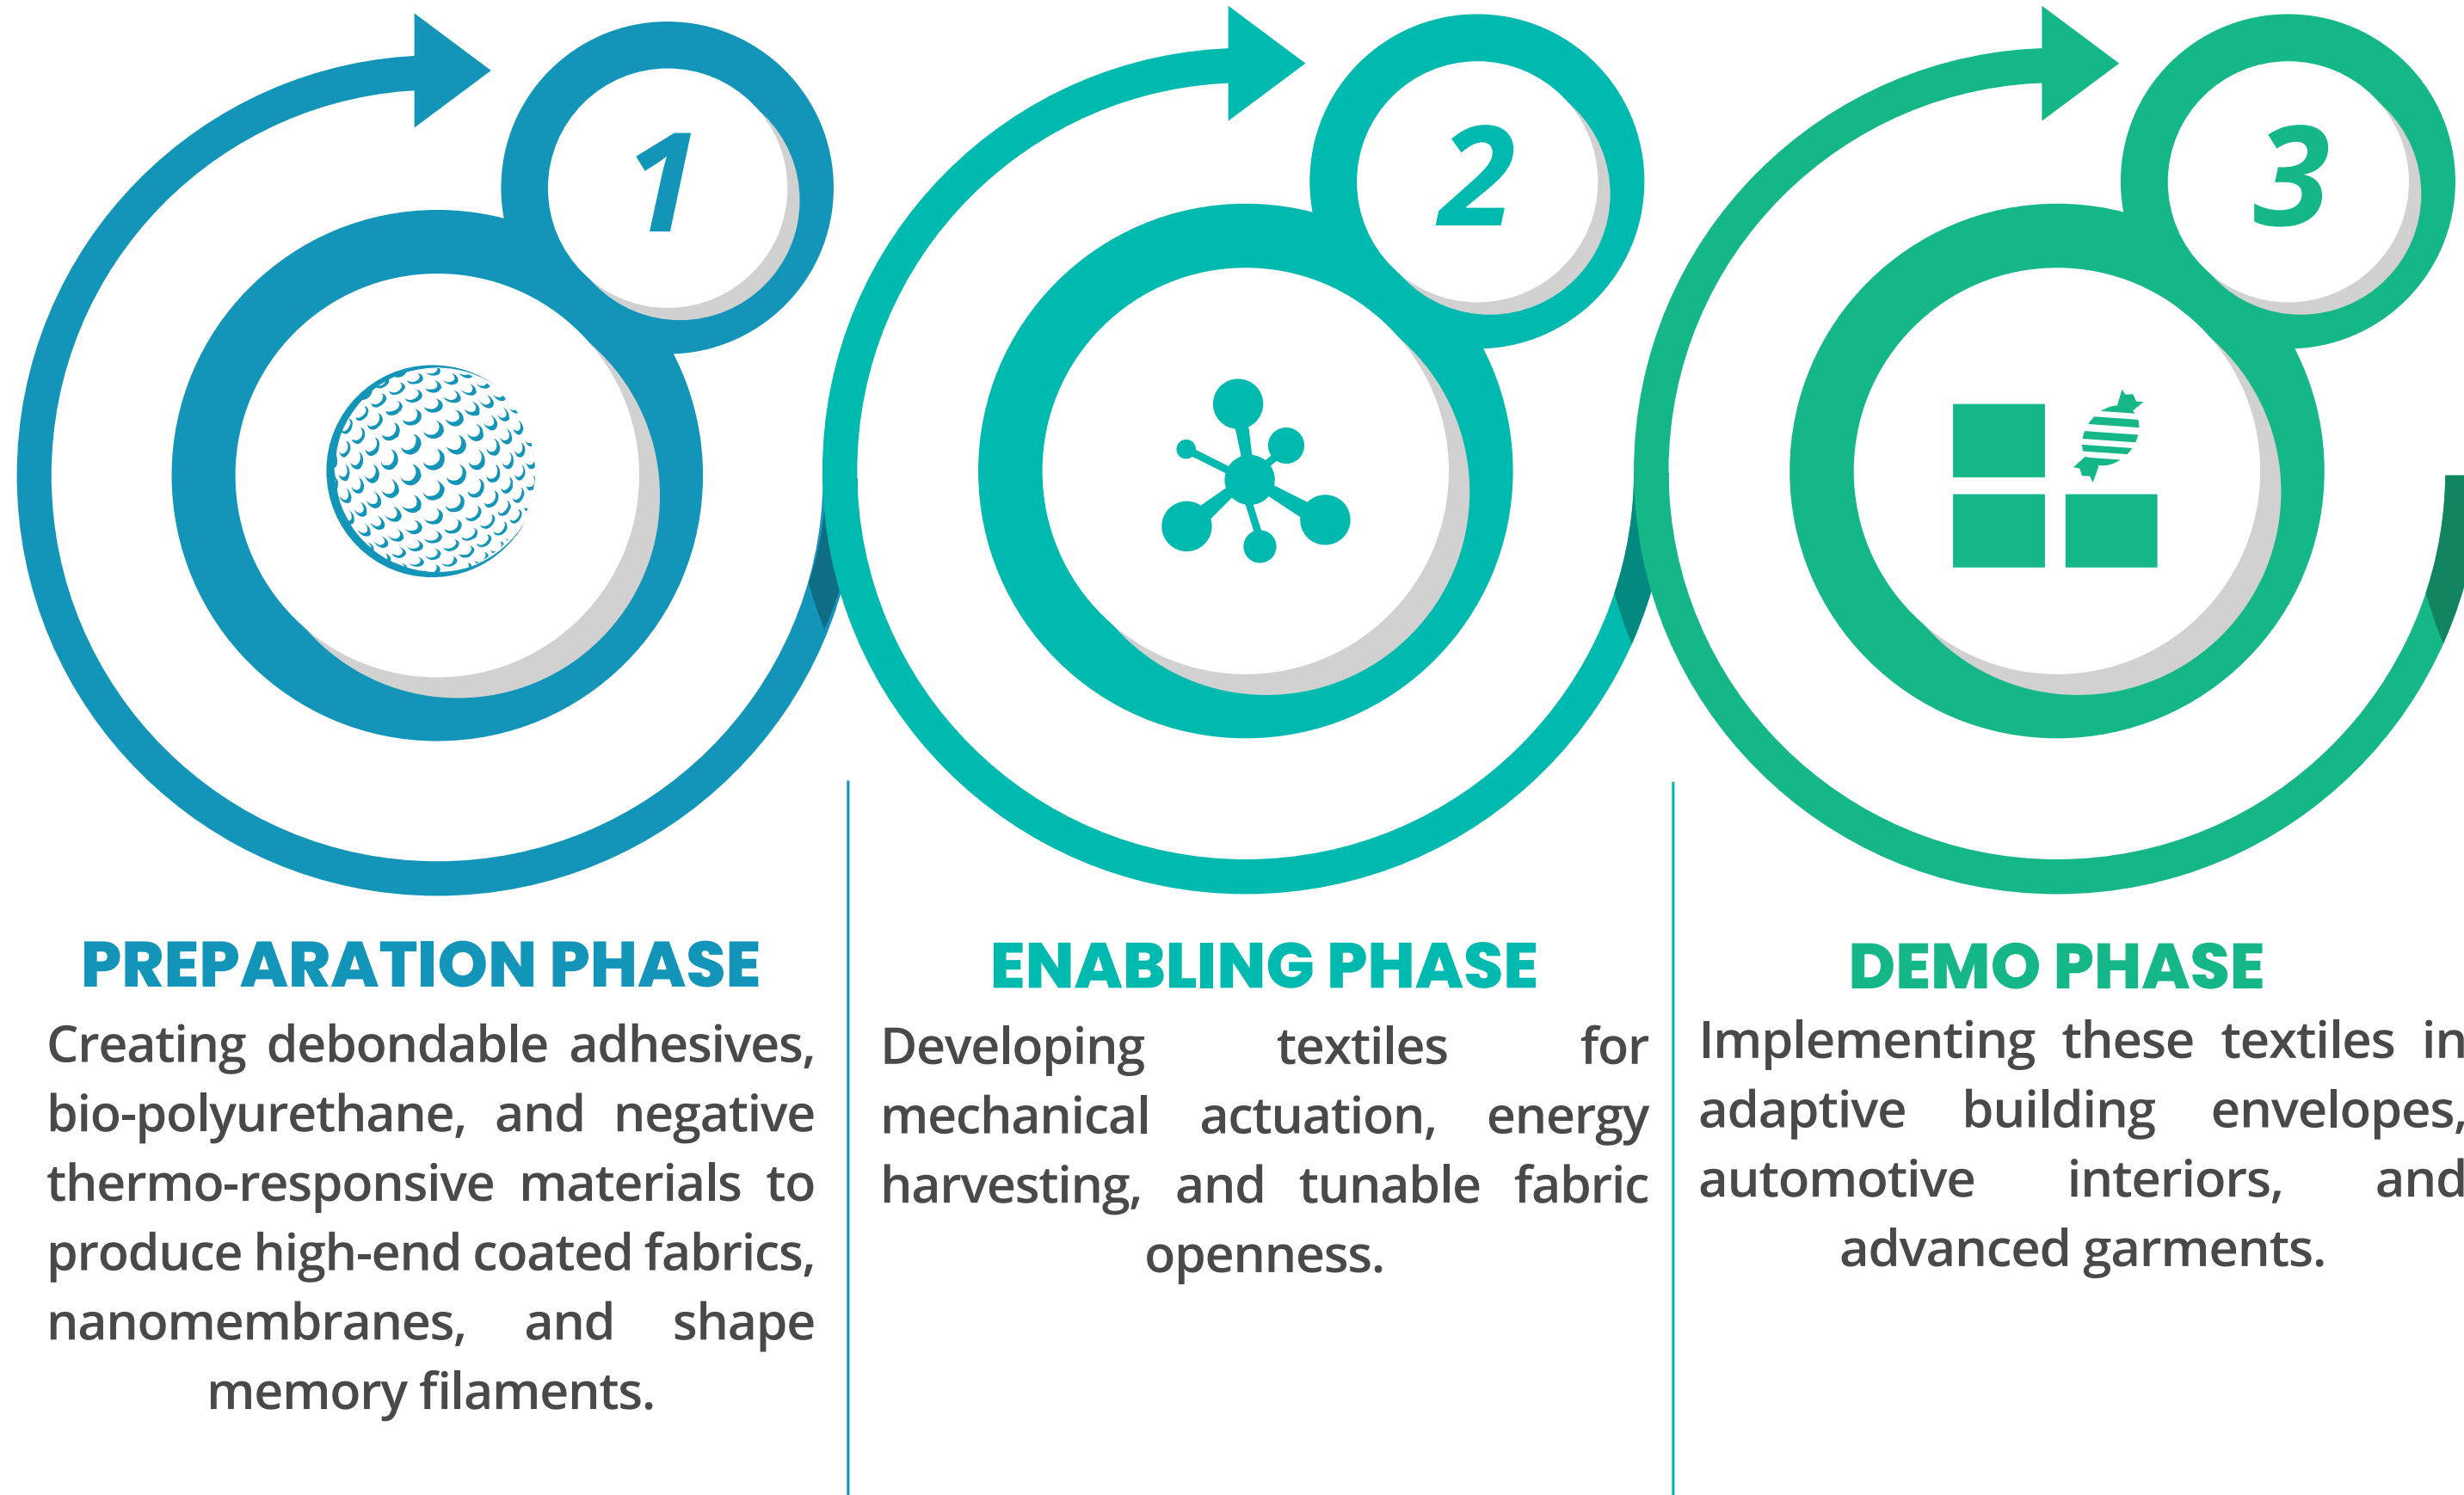 1
2
3
PREPARATION PHASE
Creating debondable adhesives,
bio-polyurethane, and negative
thermo-responsive materials to
produce high-end coated fabrics,
nanomembranes, and shape
memory filaments.
ENABLING PHASE
Developing textiles for
mechanical actuation, energy
harvesting, and tunable fabric
openness.
DEMO PHASE
Implementing these textiles in
adaptive building envelopes,
automotive interiors, and
advanced garments.